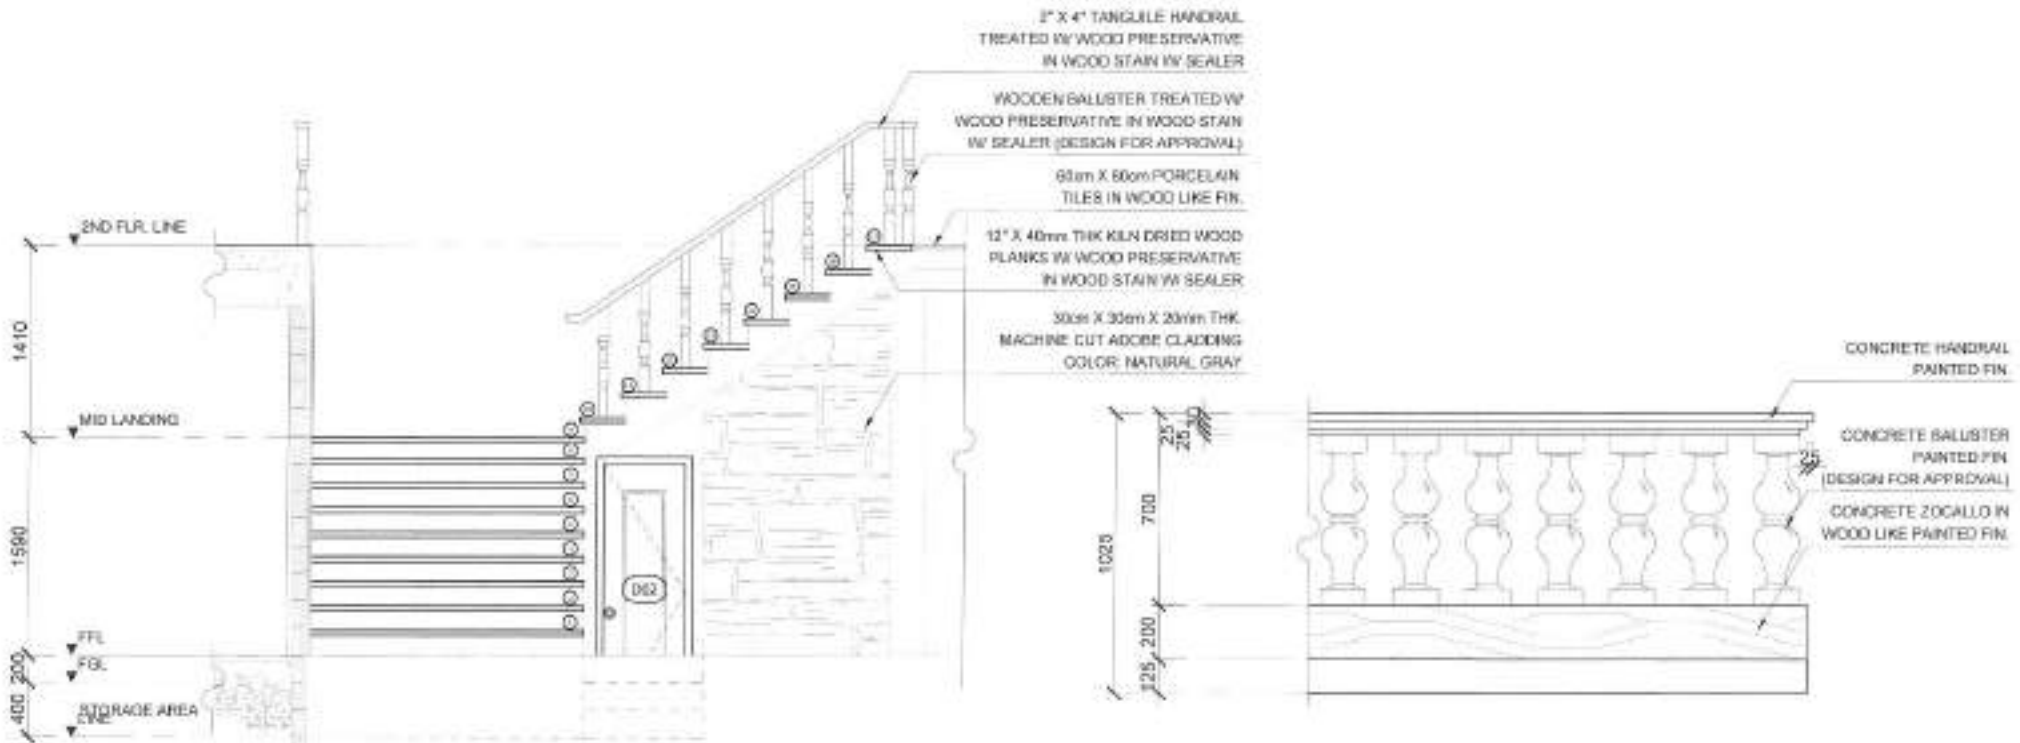 2" X 4" TANGUILE HANDRAIL
TREATED W/ WOOD PRESERVATIVE
IN WOOD STAIN W/ SEALER
WOODEN BALUSTER TREATED W/
WOOD PRESERVATIVE IN WOOD STAIN
W/ SEALER (DESIGN FOR APPROVAL)
60cm X 60cm PORCELAIN
TILES IN WOOD LIKE FIN.
12" X 40mm THK KILN DRIED WOOD
PLANKS W/ WOOD PRESERVATIVE
IN WOOD STAIN W/ SEALER
30cm X 30cm X 20mm THK.
MACHINE CUT ADOBE CLADDING
COLOR: NATURAL GRAY
2ND FLR. LINE
1410
MID LANDING
1590
FFL
200
FGL
400
STORAGE AREA
LINE
D02
CONCRETE HANDRAIL
PAINTED FIN.
CONCRETE BALUSTER
PAINTED FIN.
(DESIGN FOR APPROVAL)
CONCRETE ZOCALLO IN
WOOD LIKE PAINTED FIN.
25
25
25
700
1025
200
125